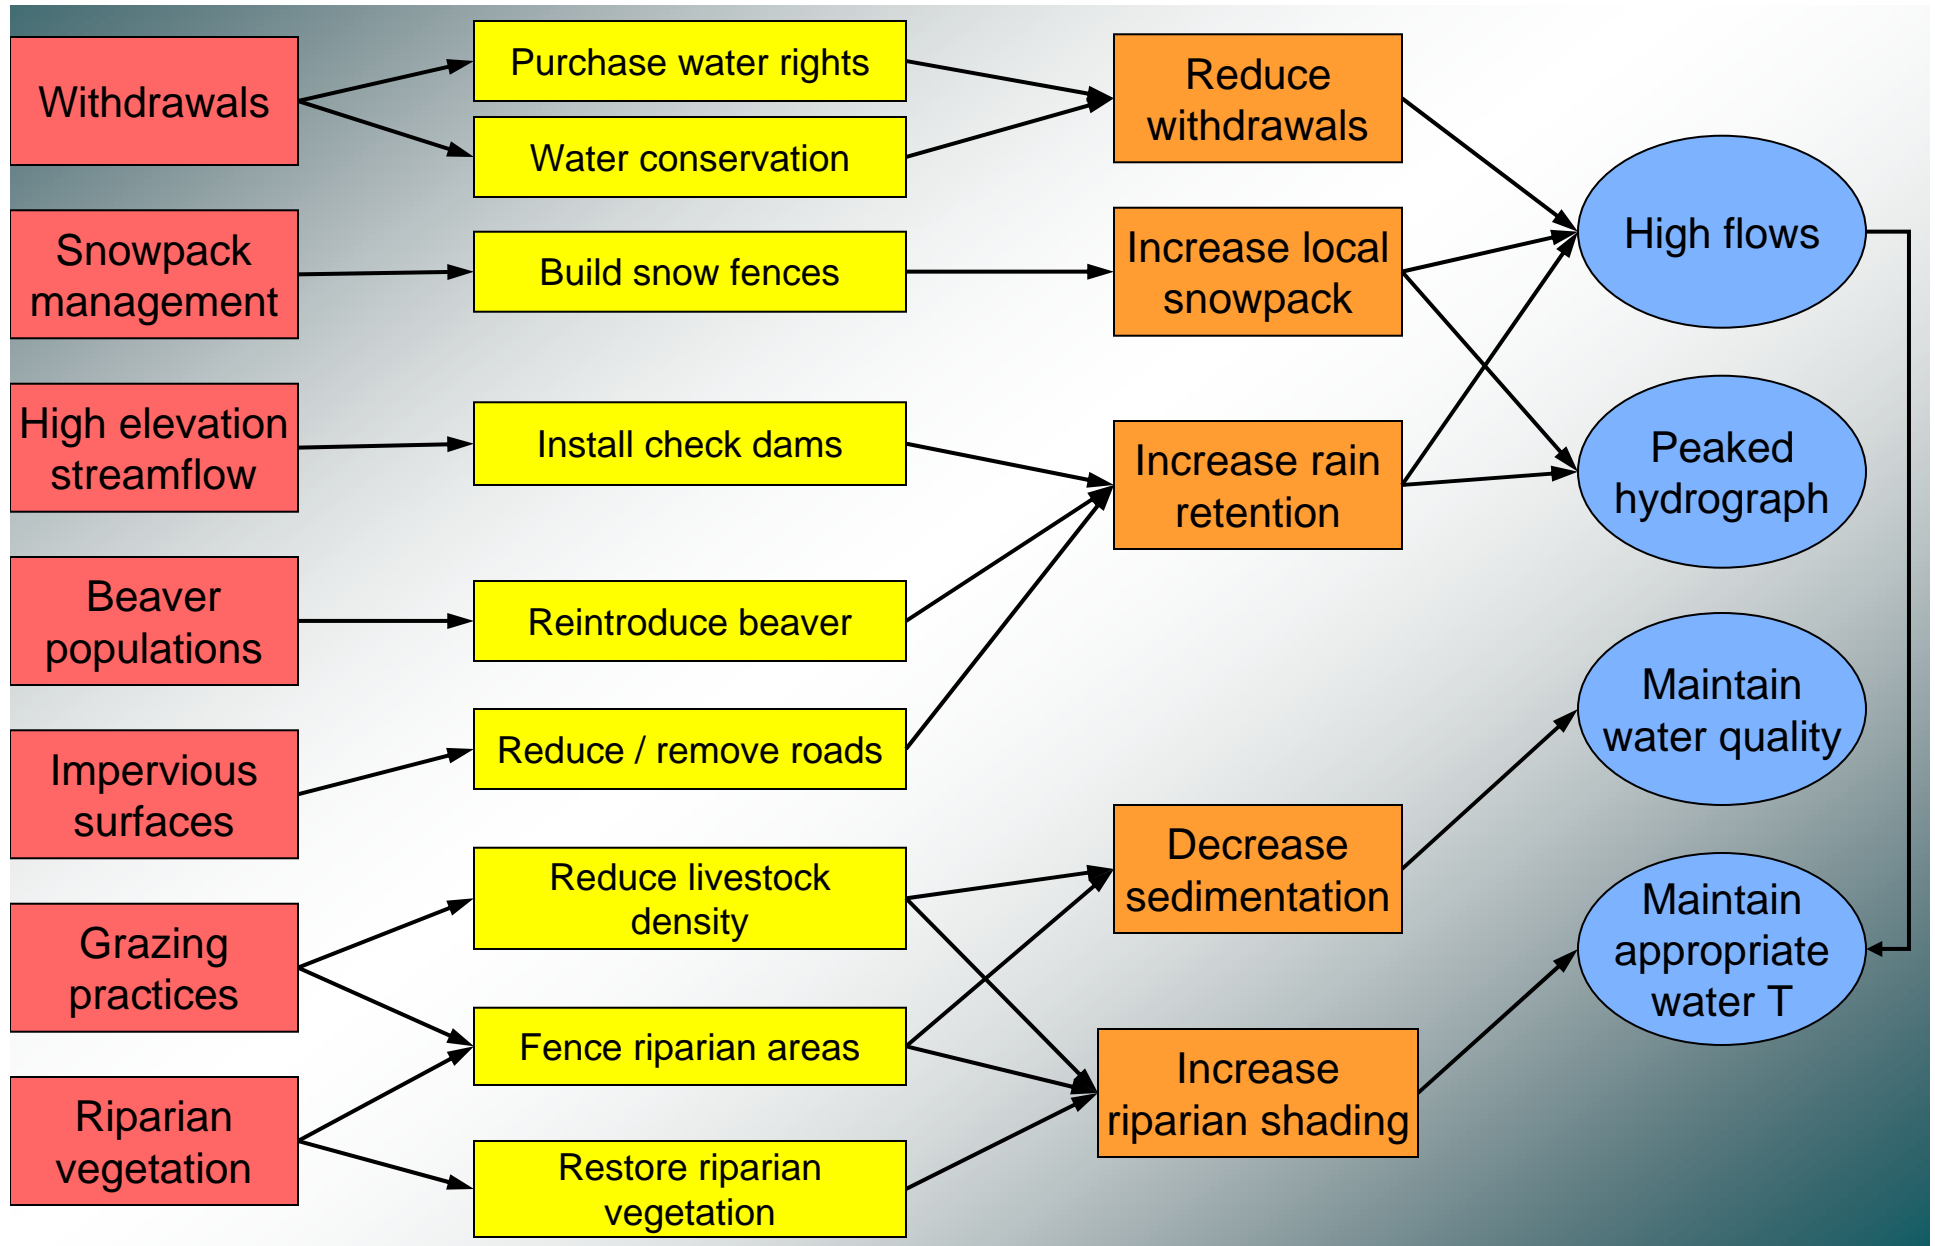 Withdrawals
Snowpack
management
High elevation
streamflow
Beaver
populations
Impervious
surfaces
Grazing
practices
Riparian
vegetation
Purchase water rights
Water conservation
Build snow fences
Install check dams
Reintroduce beaver
Reduce / remove roads
Reduce livestock
density
Fence riparian areas
Restore riparian
vegetation
Reduce
withdrawals
Increase local
snowpack
Increase rain
retention
Decrease
sedimentation
Increase
riparian shading
High flows
Peaked
hydrograph
Maintain
water quality
Maintain
appropriate
water T